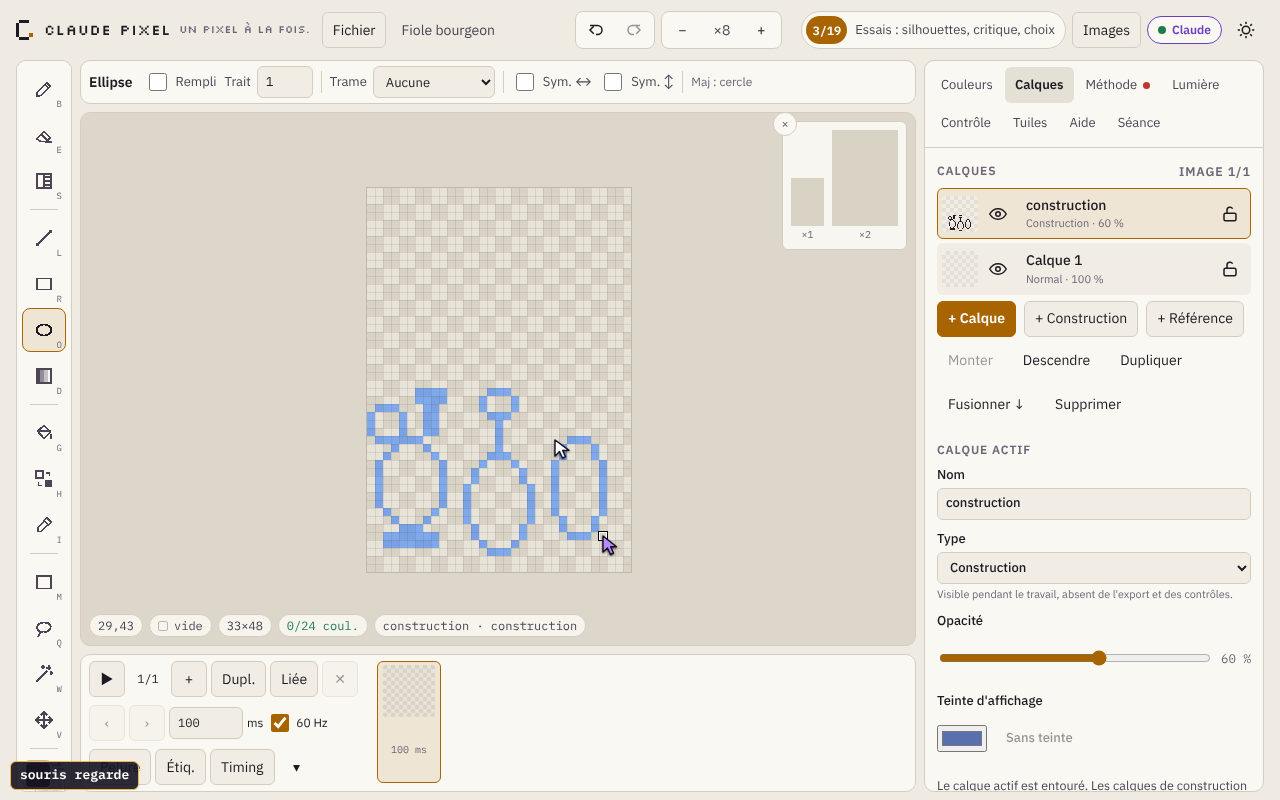 CLAUDE PIXEL UN PIXEL À LA FOIS. Fichier Fiole bourgeon − ×8 + 3/19 Essais : silhouettes, critique, choix Images Claude
B
E
S
L
R
O
D
G
H
I
M
Q
W
V
Ellipse Rempli Trait 1 Trame Aucune Sym. ↔ Sym. ↕ Maj : cercle
×
×1 ×2
29,43 vide 33×48 0/24 coul. construction · construction
1/1 + Dupl. Liée ×
‹ › 100 ms 60 Hz
Étiq. Timing ▼
100 ms
souris regarde
Couleurs Calques Méthode Lumière
Contrôle Tuiles Aide Séance
CALQUES IMAGE 1/1
construction
Construction · 60 %
Calque 1
Normal · 100 %
+ Calque + Construction + Référence
Monter Descendre Dupliquer
Fusionner ↓ Supprimer
CALQUE ACTIF
Nom
construction
Type
Construction
Visible pendant le travail, absent de l'export et des contrôles.
Opacité
60 %
Teinte d'affichage
Sans teinte
Le calque actif est entouré. Les calques de construction